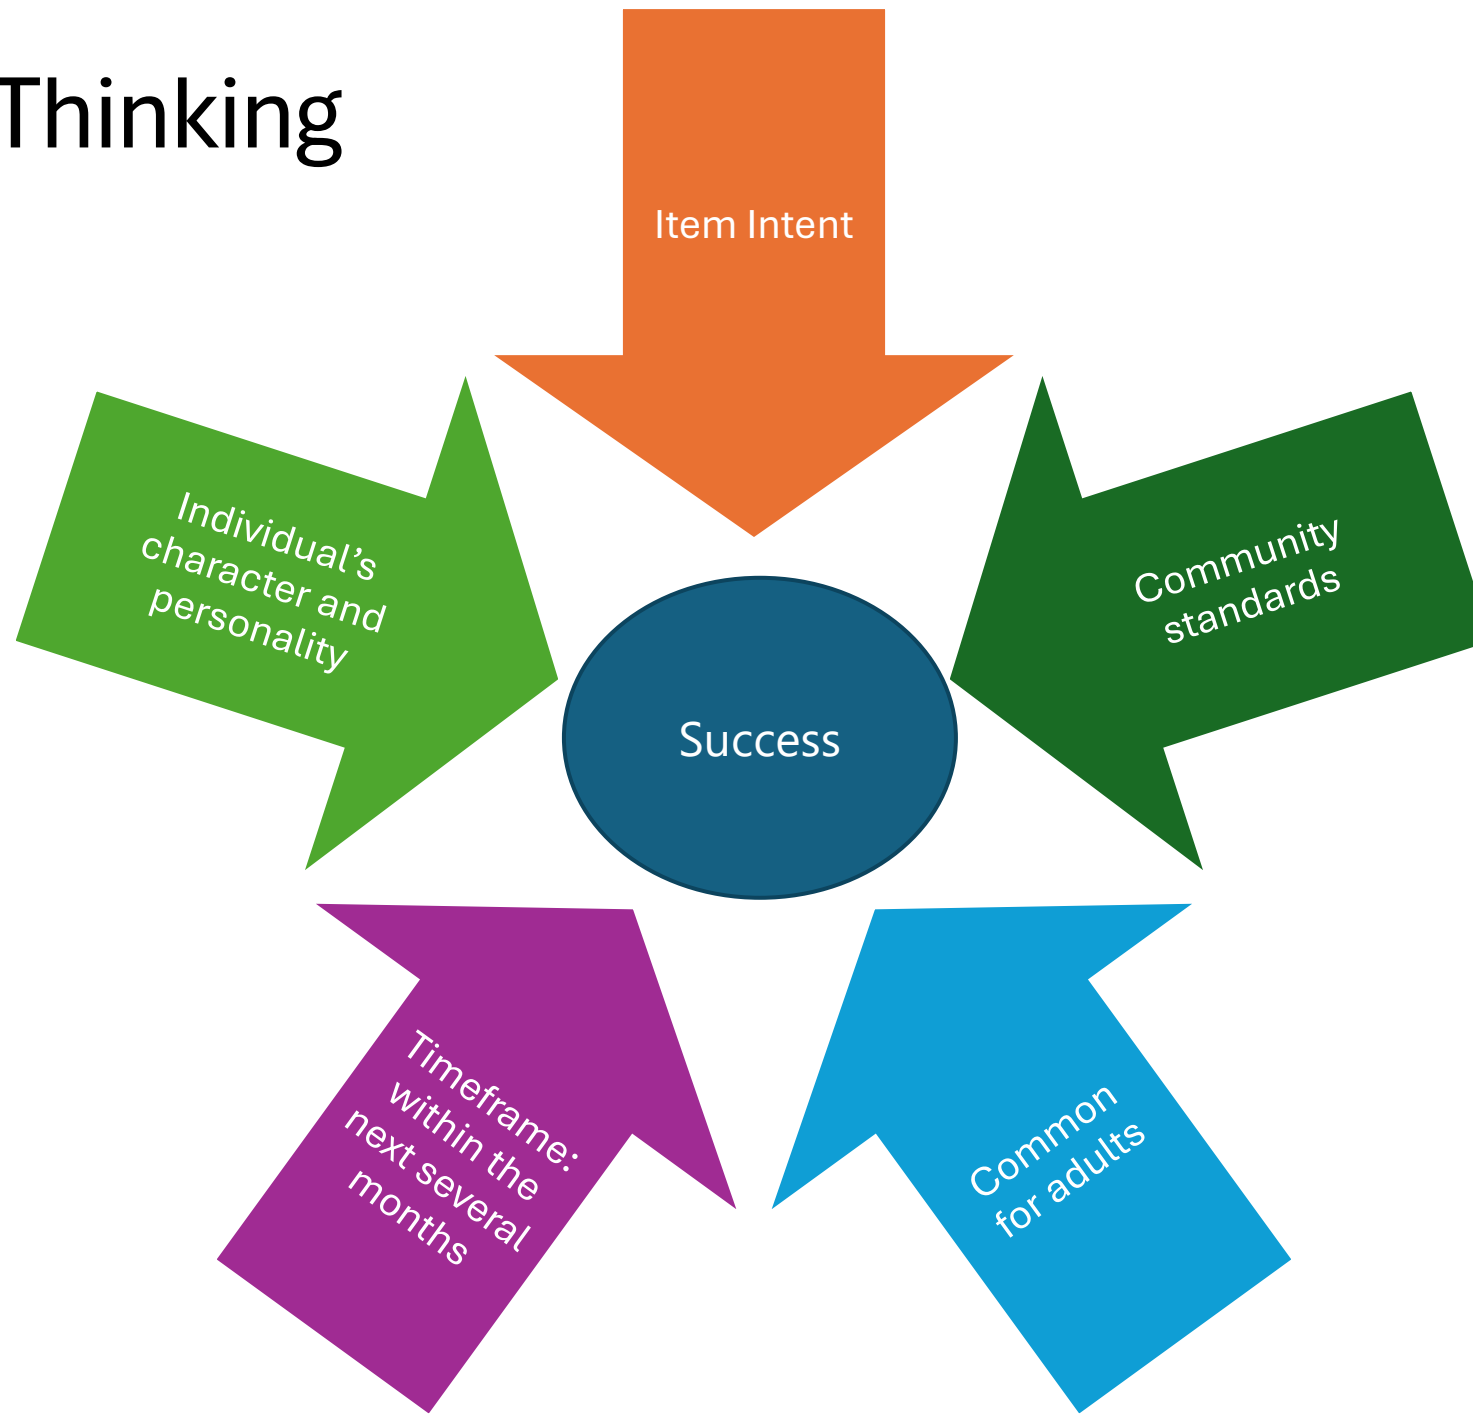 Thinking
Item Intent
Individual’s
character and
personality
Community
standards
Success
Timeframe:
within the
next several
months
Common
for adults